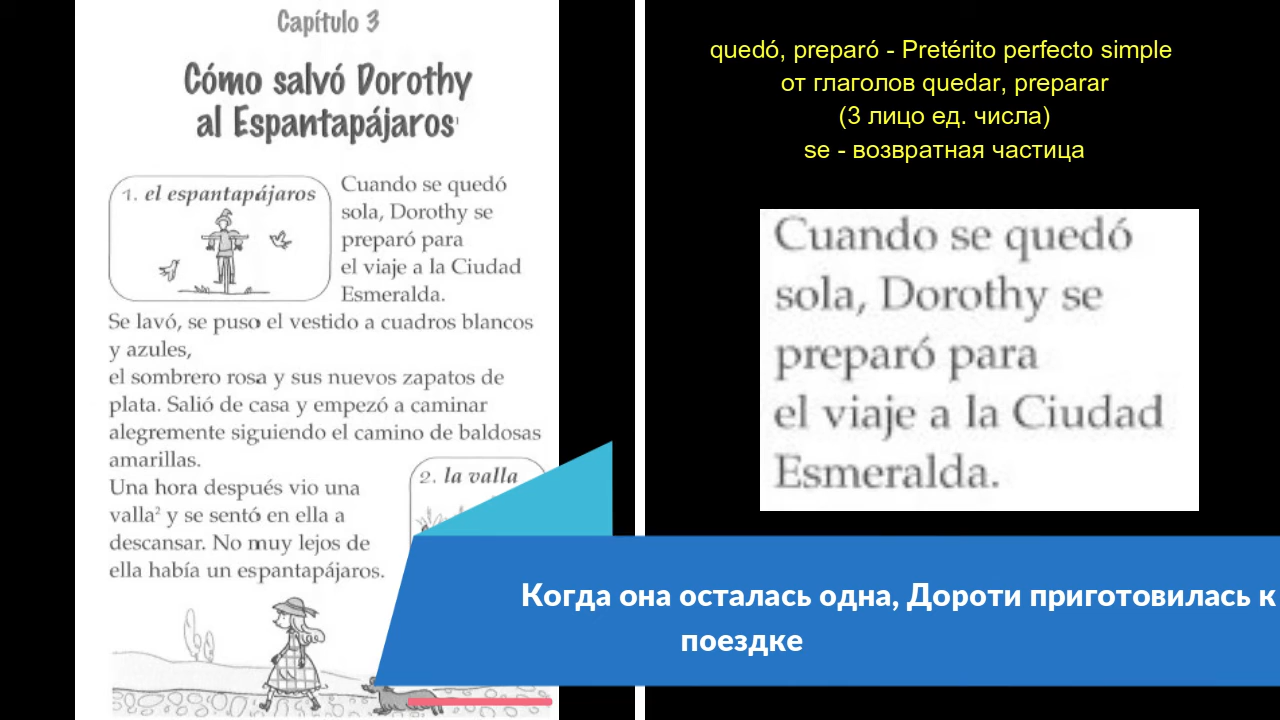 Capítulo 3
Cómo salvó Dorothy
al Espantapájaros¹
1. el espantapájaros
Cuando se quedó
sola, Dorothy se
preparó para
el viaje a la Ciudad
Esmeralda.
Se lavó, se puso el vestido a cuadros blancos
y azules,
el sombrero rosa y sus nuevos zapatos de
plata. Salió de casa y empezó a caminar
alegremente siguiendo el camino de baldosas
amarillas.
2. la valla
Una hora después vio una
valla² y se sentó en ella a
descansar. No muy lejos de
ella había un espantapájaros.
quedó, preparó - Pretérito perfecto simple
от глаголов quedar, preparar
(3 лицо ед. числа)
se - возвратная частица
Cuando se quedó
sola, Dorothy se
preparó para
el viaje a la Ciudad
Esmeralda.
Когда она осталась одна, Дороти приготовилась к
поездке